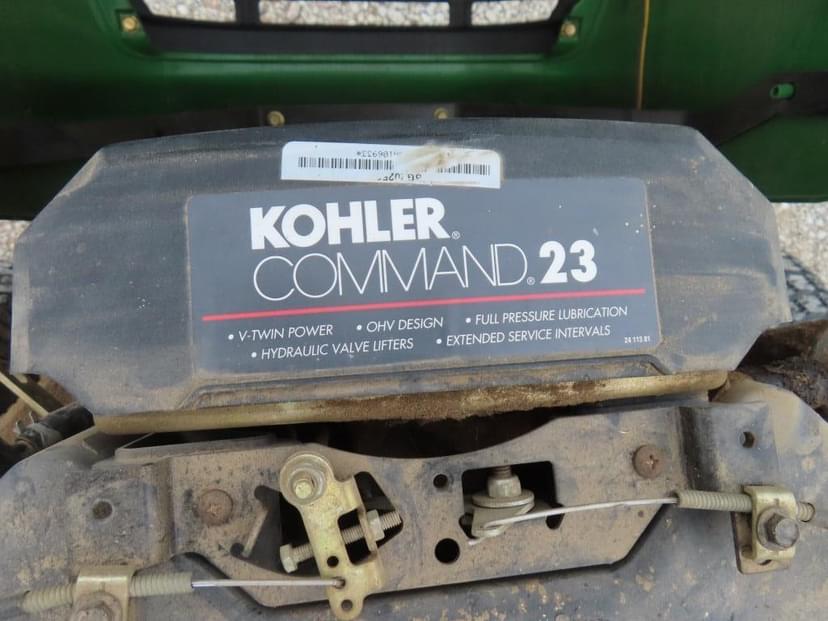 KOHLER®
COMMAND® 23
• V-TWIN POWER • OHV DESIGN • FULL PRESSURE LUBRICATION
• HYDRAULIC VALVE LIFTERS • EXTENDED SERVICE INTERVALS
24 113 81